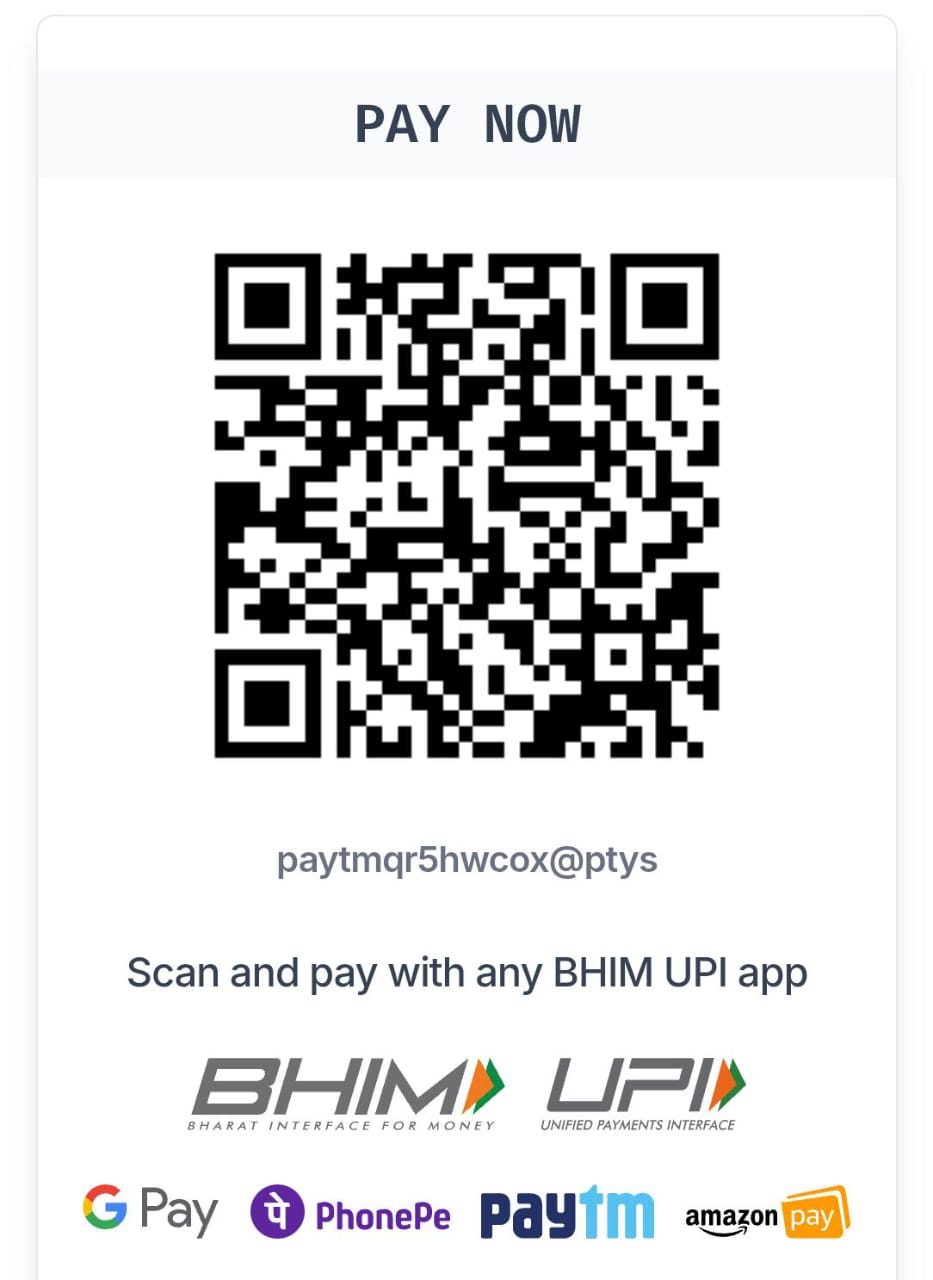 PAY NOW
paytmqr5hwcox@ptys
Scan and pay with any BHIM UPI app
BHIM UPI
BHARAT INTERFACE FOR MONEY UNIFIED PAYMENTS INTERFACE
G Pay पे PhonePe paytm amazon pay